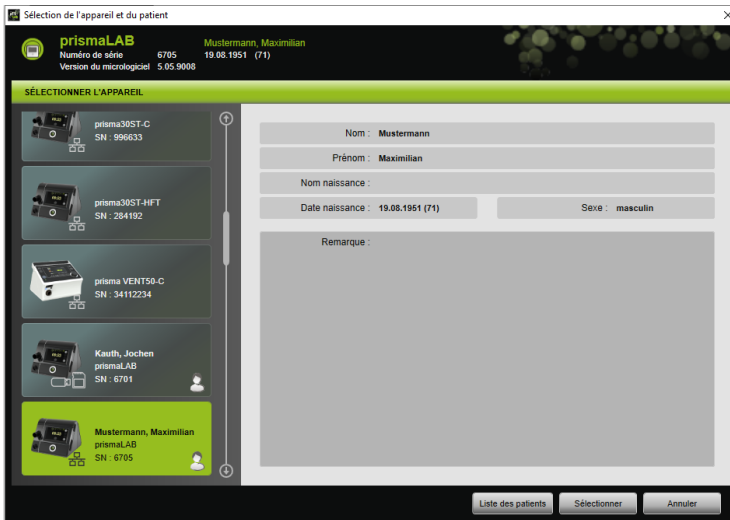 Sélection de l'appareil et du patient
prismaLAB
Mustermann, Maximilian
Numéro de série 6705 19.08.1951 (71)
Version du micrologiciel 5.05.9008
SÉLECTIONNER L'APPAREIL
prisma30ST-C
SN : 996633
prisma30ST-HFT
SN : 284192
prisma VENT50-C
SN : 34112234
Kauth, Jochen
prismaLAB
SN : 6701
Mustermann, Maximilian
prismaLAB
SN : 6705
Nom : Mustermann
Prénom : Maximilian
Nom naissance :
Date naissance : 19.08.1951 (71) Sexe : masculin
Remarque :
Liste des patients Sélectionner Annuler